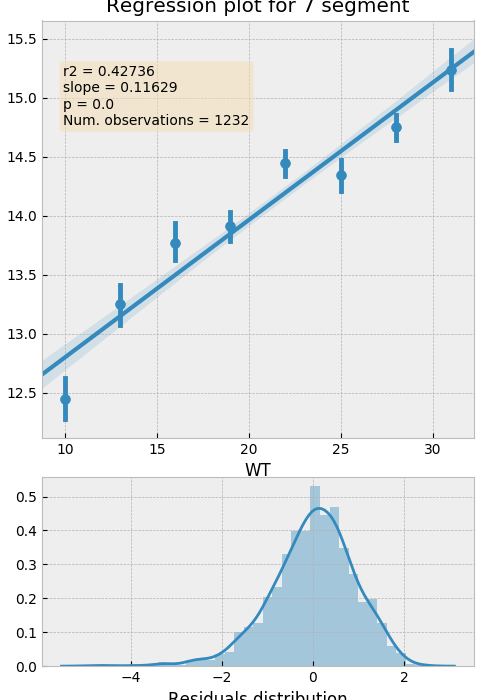 Regression plot for 7 segment
15.5
r2 = 0.42736
slope = 0.11629
p = 0.0
Num. observations = 1232
15.0
14.5
14.0
13.5
13.0
12.5
10 15 20 25 30
WT
0.5
0.4
0.3
0.2
0.1
0.0
−4 −2 0 2
Residuals distribution